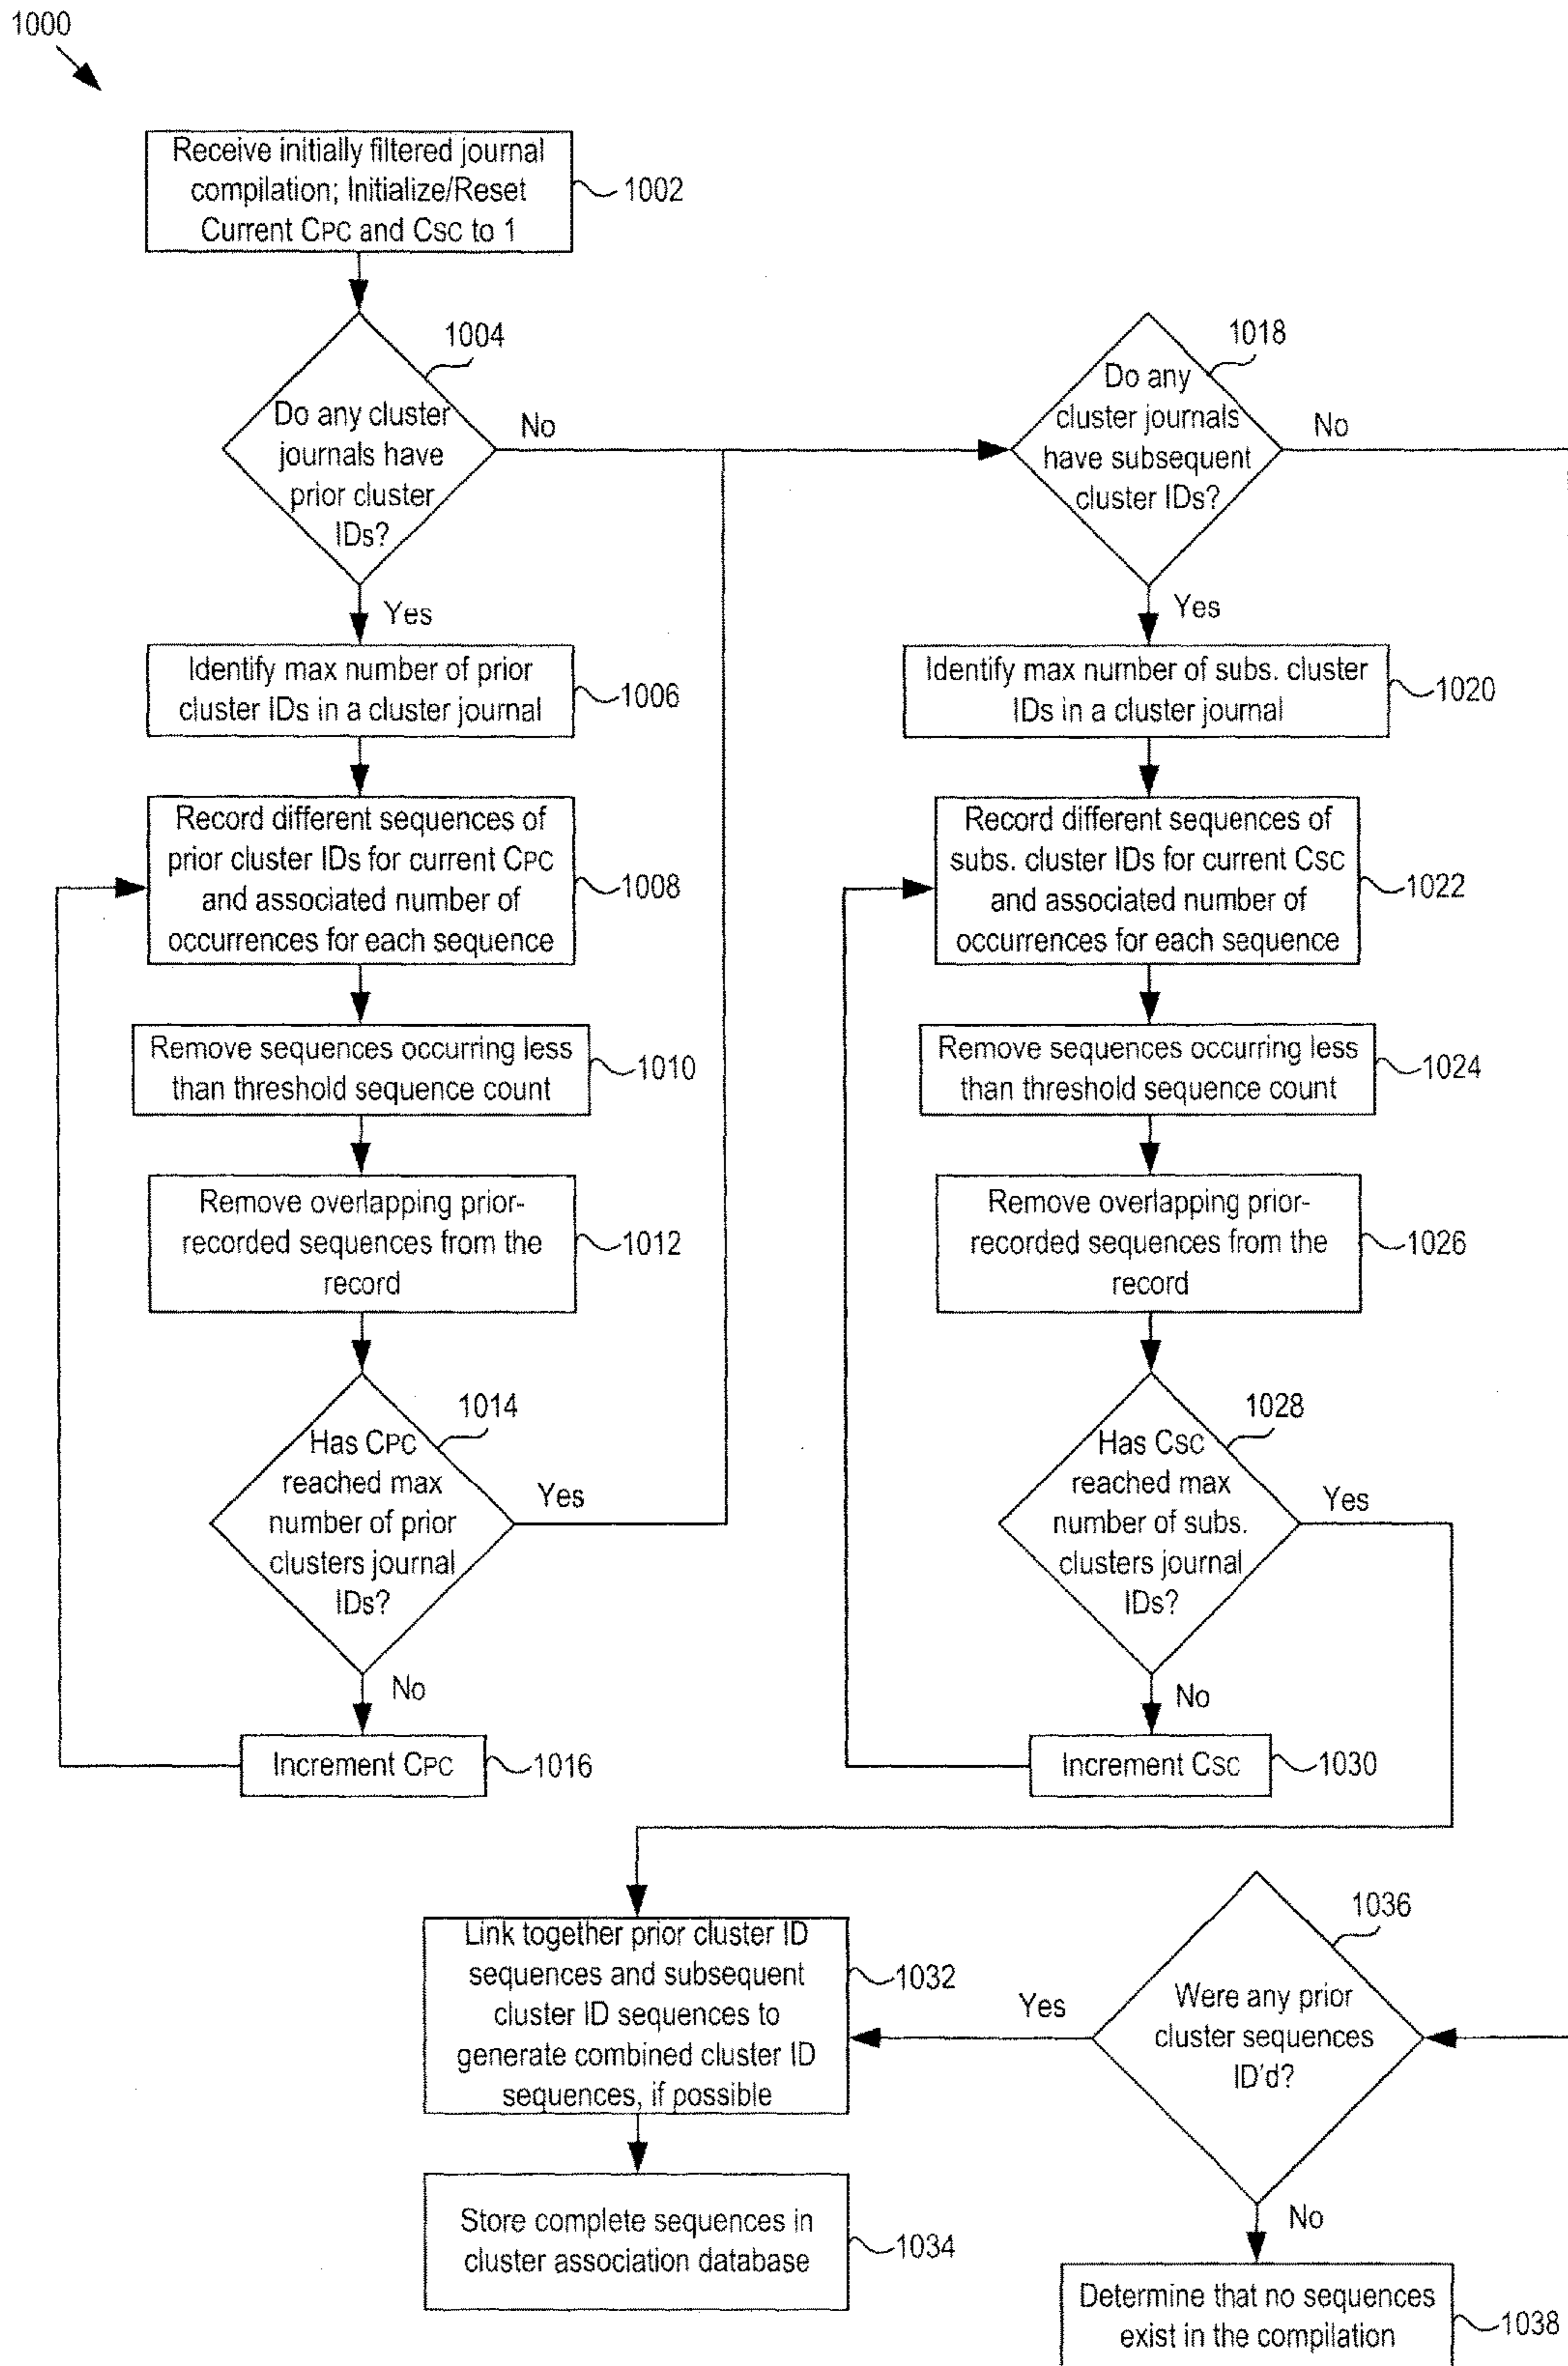 1000
Receive initially filtered journal
compilation; Initialize/Reset
Current CPC and CSC to 1
1002
1004
Do any cluster
journals have
prior cluster
IDs?
No
Yes
Identify max number of prior
cluster IDs in a cluster journal
1006
Record different sequences of
prior cluster IDs for current CPC
and associated number of
occurrences for each sequence
1008
Remove sequences occurring less
than threshold sequence count
1010
Remove overlapping prior-
recorded sequences from the
record
1012
1014
Has CPC
reached max
number of prior
clusters journal
IDs?
Yes
No
Increment CPC
1016
1018
Do any
cluster journals
have subsequent
cluster IDs?
No
Yes
Identify max number of subs. cluster
IDs in a cluster journal
1020
Record different sequences of
subs. cluster IDs for current CSC
and associated number of
occurrences for each sequence
1022
Remove sequences occurring less
than threshold sequence count
1024
Remove overlapping prior-
recorded sequences from the
record
1026
1028
Has CSC
reached max
number of subs.
clusters journal
IDs?
Yes
No
Increment CSC
1030
Link together prior cluster ID
sequences and subsequent
cluster ID sequences to
generate combined cluster ID
sequences, if possible
1032
Store complete sequences in
cluster association database
1034
1036
Were any prior
cluster sequences
ID'd?
Yes
No
Determine that no sequences
exist in the compilation
1038